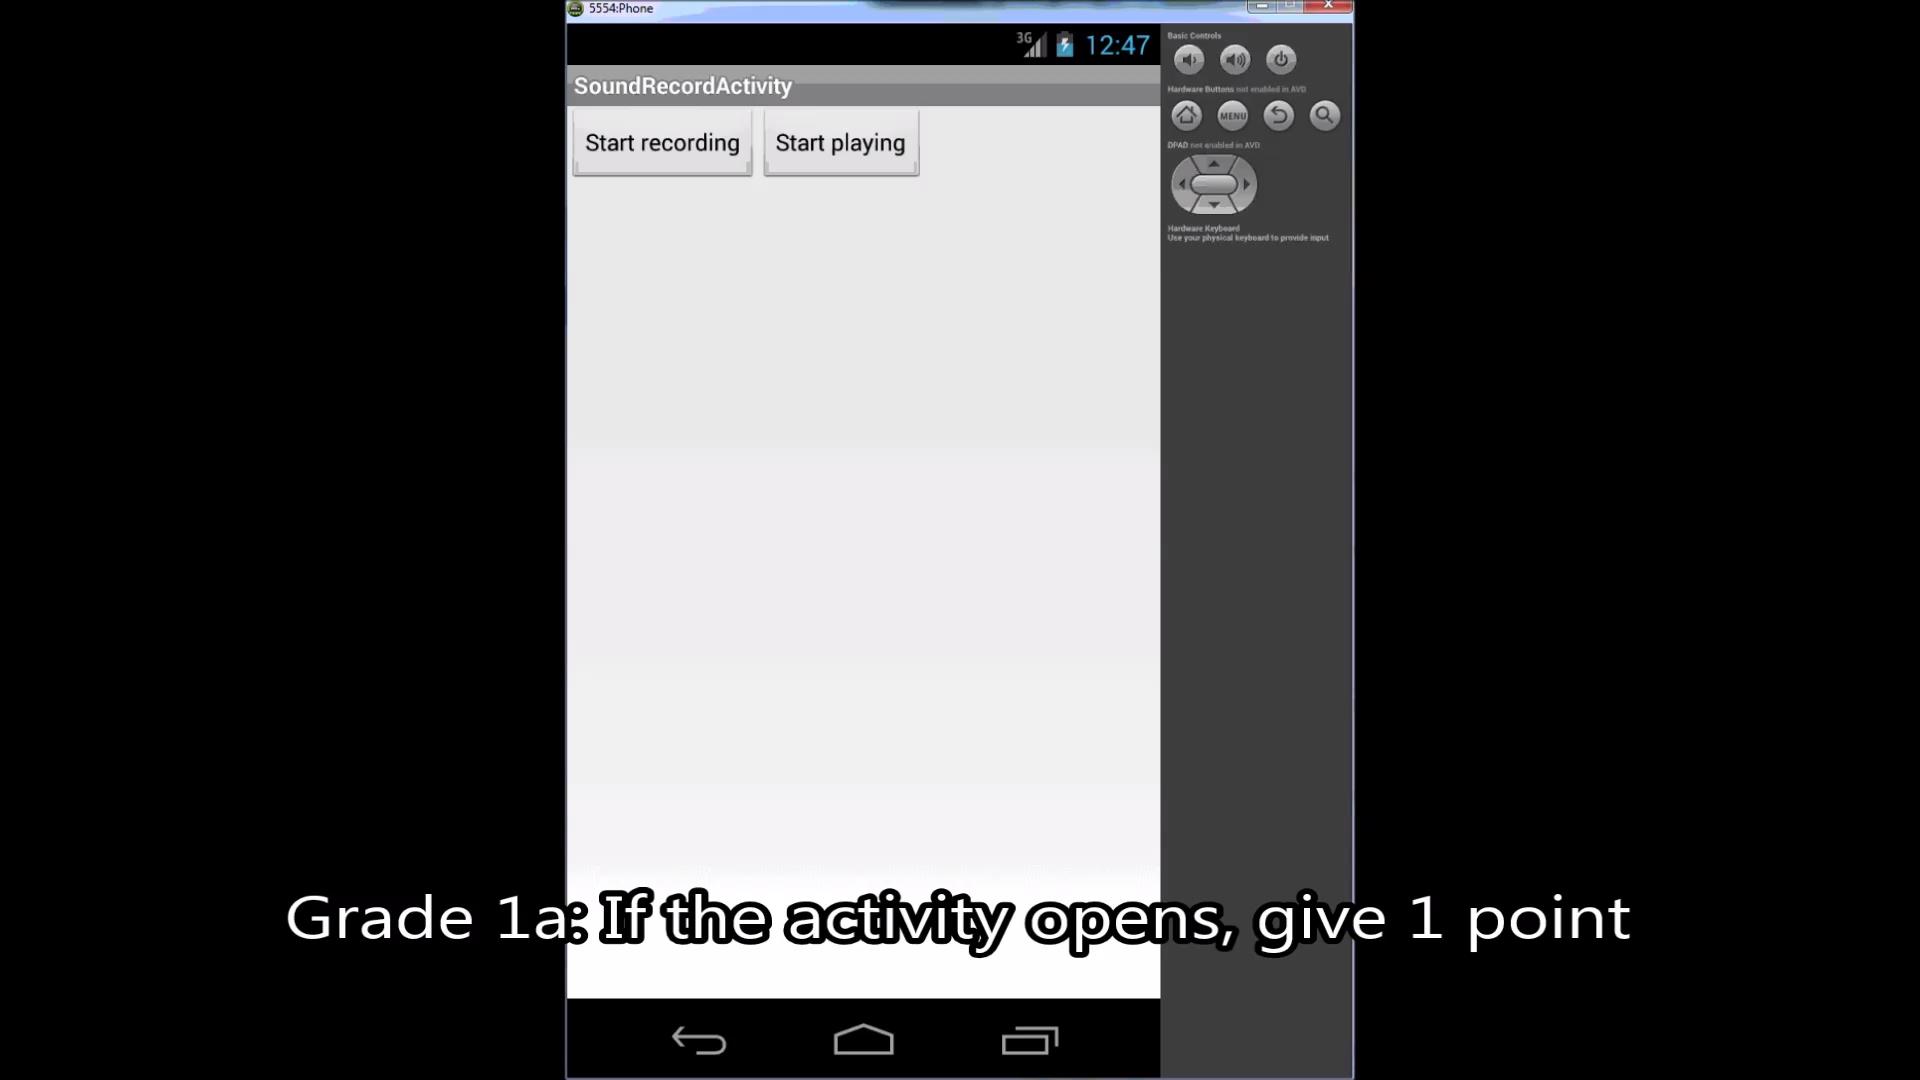 5554:Phone
3G 12:47
SoundRecordActivity
Start recording Start playing
Basic Controls
Hardware Buttons not enabled in AVD
MENU
DPAD not enabled in AVD
Hardware Keyboard
Use your physical keyboard to provide input
Grade 1a: If the activity opens, give 1 point